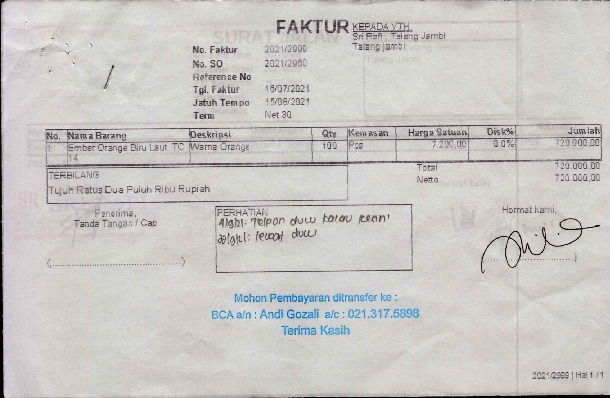 FAKTUR
KEPADA YTH.
Sri Rafi, Talang Jambi
Talang jambi
No. Faktur 2021/2999
No. SO 2021/2960
Reference No
Tgl. Faktur 16/07/2021
Jatuh Tempo 15/08/2021
Term Net 30
No. Nama Barang Deskripsi Qty Kemasan Harga Satuan Disk% Jumlah
1 Ember Orange Biru Laut TC Warna Orange 100 Pcs 7.200,00 0.0% 720.000,00
14
Total 720.000,00
Netto 720.000,00
TERBILANG
Tujuh Ratus Dua Puluh Ribu Rupiah
Penerima,
Tanda Tangan / Cap
PERHATIAN
Telpon dulu kalau
dulu
Hormat kami,
Mohon Pembayaran ditransfer ke :
BCA a/n : Andi Gozali a/c : 021.317.5898
Terima Kasih
2021/2999 | Hal 1 / 1